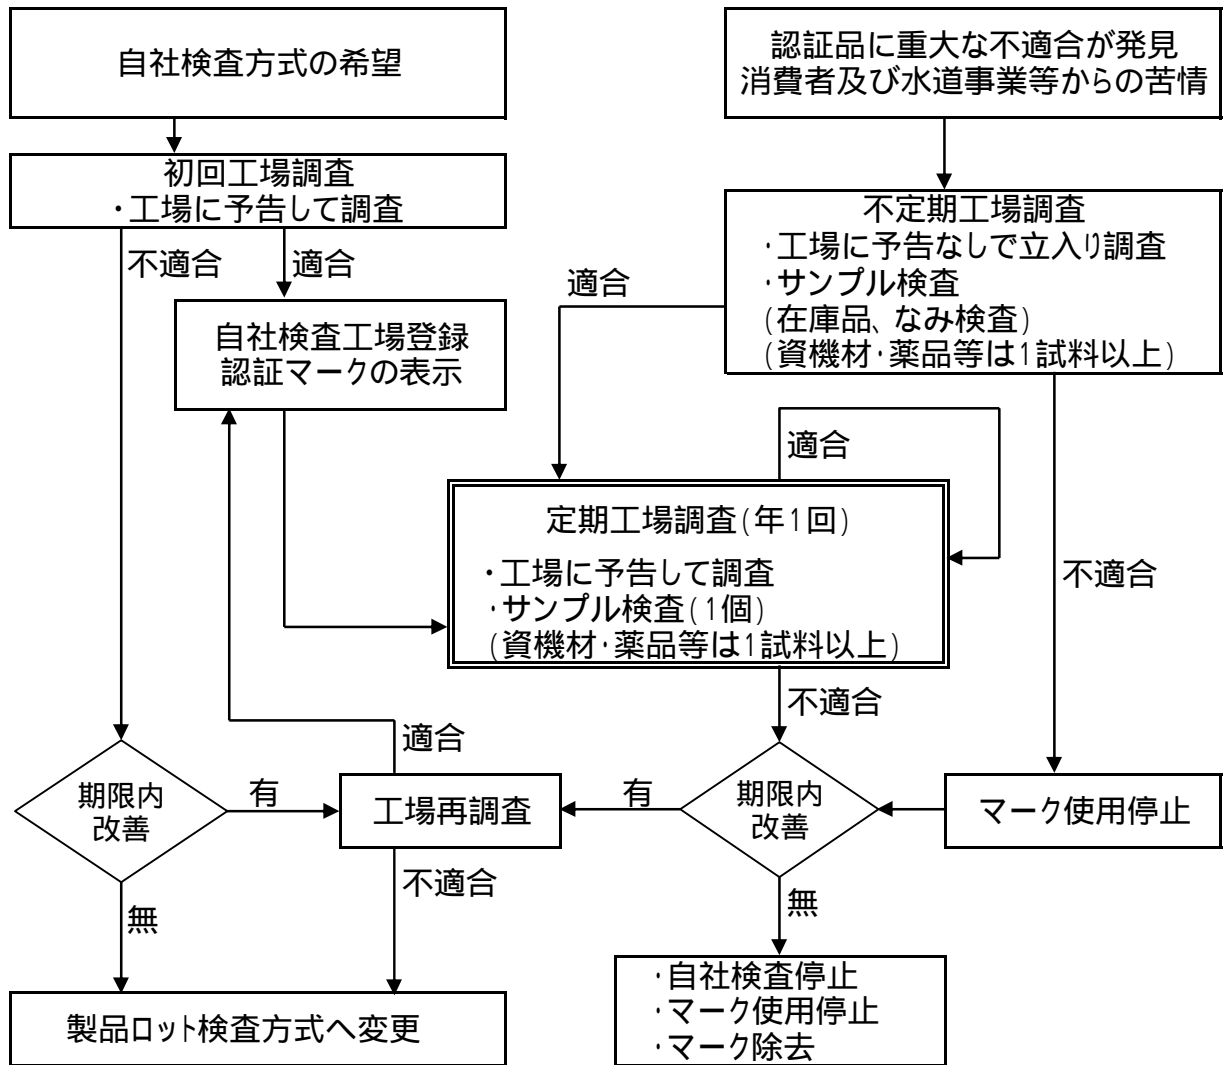 自社検査方式の希望
認証品に重大な不適合が発見
消費者及び水道事業等からの苦情
初回工場調査
・工場に予告して調査
不定期工場調査
・工場に予告なしで立入り調査
・サンプル検査
(在庫品、なみ検査)
(資機材・薬品等は1試料以上)
不適合
適合
適合
自社検査工場登録
認証マークの表示
適合
定期工場調査(年1回)
・工場に予告して調査
・サンプル検査(1個)
(資機材・薬品等は1試料以上)
不適合
不適合
適合
期限内
改善
有
工場再調査
有
期限内
改善
マーク使用停止
不適合
無
無
製品ロット検査方式へ変更
・自社検査停止
・マーク使用停止
・マーク除去